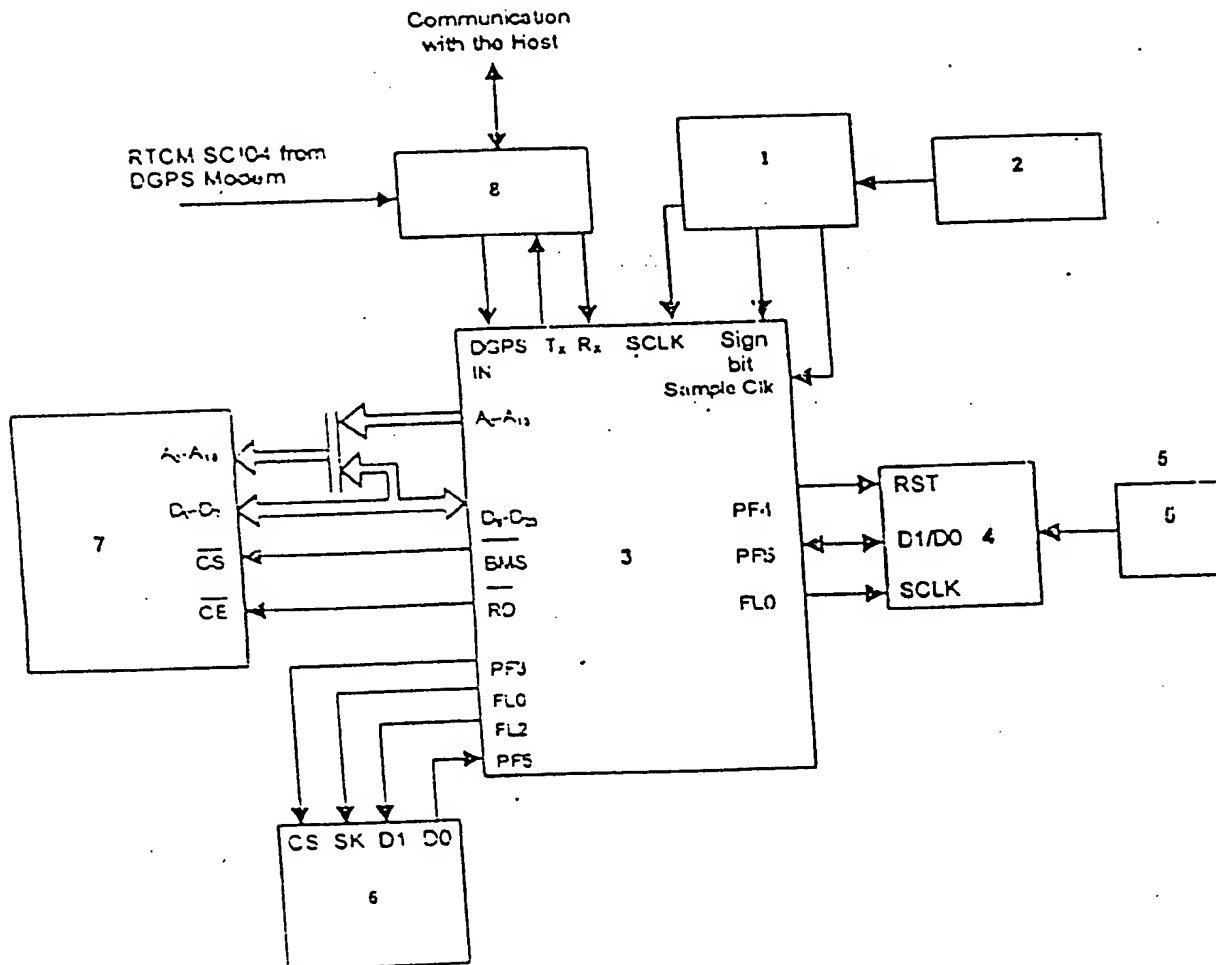 Communication
with the Host
RTCM SC104 from
DGPS Modem
8
1
2
DGPS Tx Rx SCLK Sign
IN bit
Sample Clk
7
CS
CE
BMS
RD
PF3
FL0
FL2
PF5
3
PF4
PF5
FL0
RST
D1/D0 4
SCLK
5
CS SK D1 D0
6